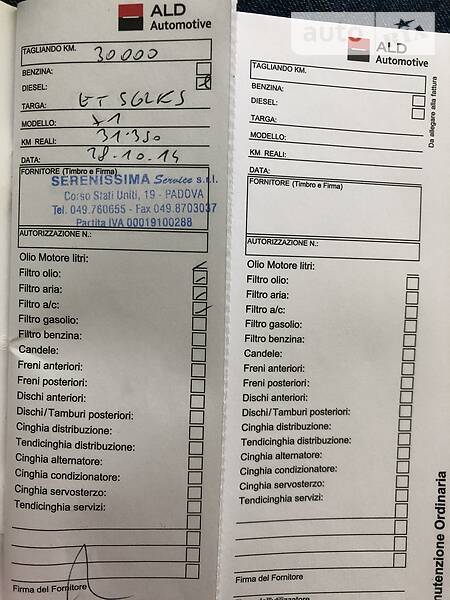 ALD
Automotive
TAGLIANDO KM. 30000
BENZINA:
DIESEL:
TARGA:
MODELLO: X1
KM REALI: 31.350
DATA: 28.10.14
FORNITORE (Timbro e Firma)
SERENISSIMA Service s.r.l.
Corso Stati Uniti, 19 - PADOVA
Tel. 049.760655 - Fax 049.8703037
Partita IVA 00019100288
AUTORIZZAZIONE N.:
Olio Motore litri:
Filtro olio:
Filtro aria:
Filtro a/c:
Filtro gasolio:
Filtro benzina:
Candele:
Freni anteriori:
Freni posteriori:
Dischi anteriori:
Dischi/Tamburi posteriori:
Cinghia distribuzione:
Tendicinghia distribuzione:
Cinghia alternatore:
Cinghia condizionatore:
Cinghia servosterzo:
Tendicinghia servizi:
Firma del Fornitore
auto
ALD
Automotive
TAGLIANDO KM.
BENZINA:
DIESEL:
TARGA:
MODELLO:
KM REALI:
DATA:
FORNITORE (Timbro e Firma)
AUTORIZZAZIONE N.:
Olio Motore litri:
Filtro olio:
Filtro aria:
Filtro a/c:
Filtro gasolio:
Filtro benzina:
Candele:
Freni anteriori:
Freni posteriori:
Dischi anteriori:
Dischi/Tamburi posteriori:
Cinghia distribuzione:
Tendicinghia distribuzione:
Cinghia alternatore:
Cinghia condizionatore:
Cinghia servosterzo:
Tendicinghia servizi:
Firma del Fornitore
Da allegare alla fattura
nutenzione Ordinaria